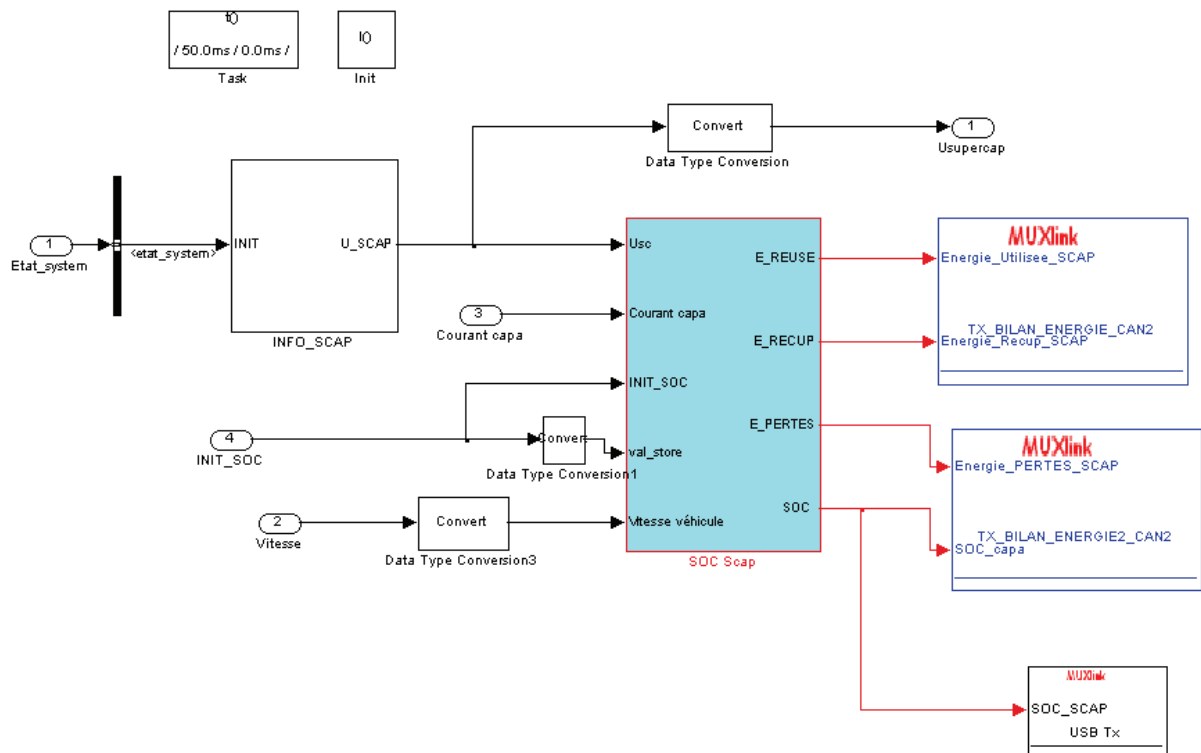 t()
/ 50.0ms / 0.0ms /
Task
I()
Init
Convert
Data Type Conversion
1
Usupercap
1
Etat_system
<etat_system>
INIT
U_SCAP
INFO_SCAP
3
Courant capa
4
INIT_SOC
Convert
Data Type Conversion1
2
Vitesse
Convert
Data Type Conversion3
Usc
Courant capa
INIT_SOC
val_store
Vitesse véhicule
E_REUSE
E_RECUP
E_PERTES
SOC
SOC Scap
MUXlink
Energie_Utilisee_SCAP
TX_BILAN_ENERGIE_CAN2
Energie_Recup_SCAP
MUXlink
Energie_PERTES_SCAP
TX_BILAN_ENERGIE2_CAN2
SOC_capa
MUXlink
SOC_SCAP
USB Tx